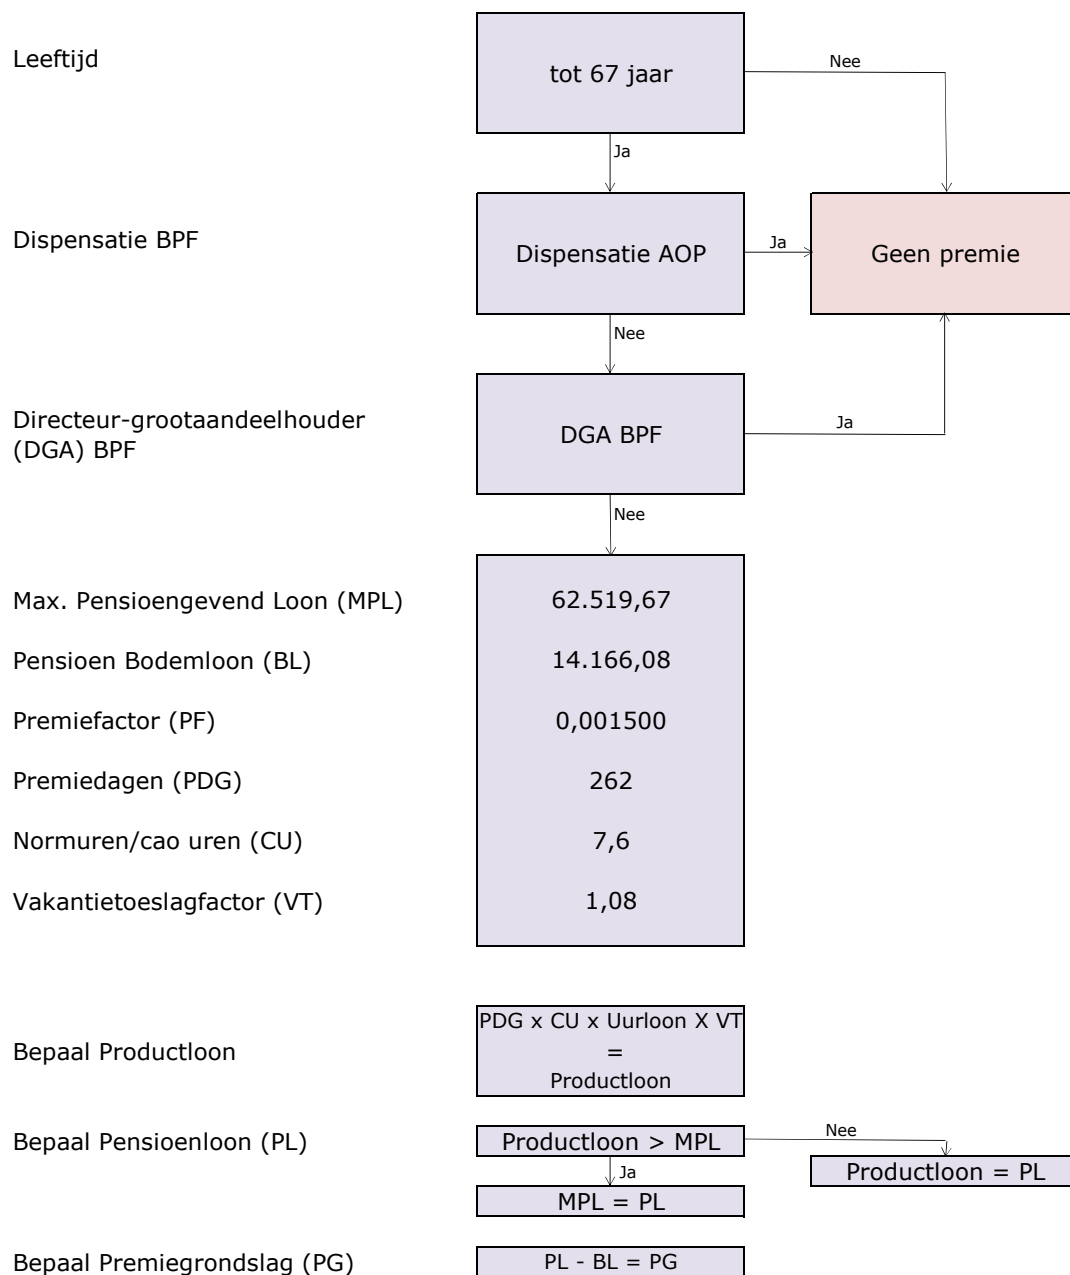 Leeftijd
tot 67 jaar
Nee
Ja
Dispensatie BPF
Dispensatie AOP
Ja
Geen premie
Nee
Directeur-grootaandeelhouder
(DGA) BPF
DGA BPF
Ja
Nee
Max. Pensioengevend Loon (MPL)
62.519,67
Pensioen Bodemloon (BL)
14.166,08
Premiefactor (PF)
0,001500
Premiedagen (PDG)
262
Normuren/cao uren (CU)
7,6
Vakantietoeslagfactor (VT)
1,08
Bepaal Productloon
PDG x CU x Uurloon X VT
=
Productloon
Bepaal Pensioenloon (PL)
Productloon > MPL
Nee
Productloon = PL
Ja
MPL = PL
Bepaal Premiegrondslag (PG)
PL - BL = PG